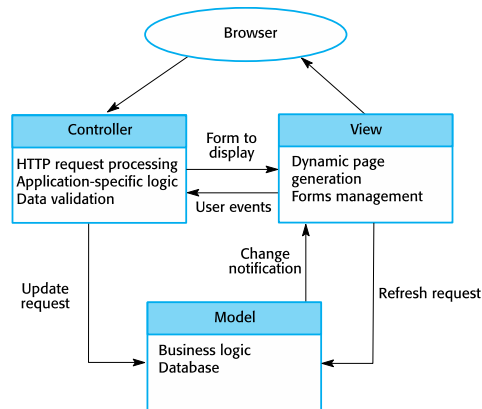 Browser
Controller
HTTP request processing
Application-specific logic
Data validation
Form to
display
User events
View
Dynamic page
generation
Forms management
Update
request
Change
notification
Refresh request
Model
Business logic
Database